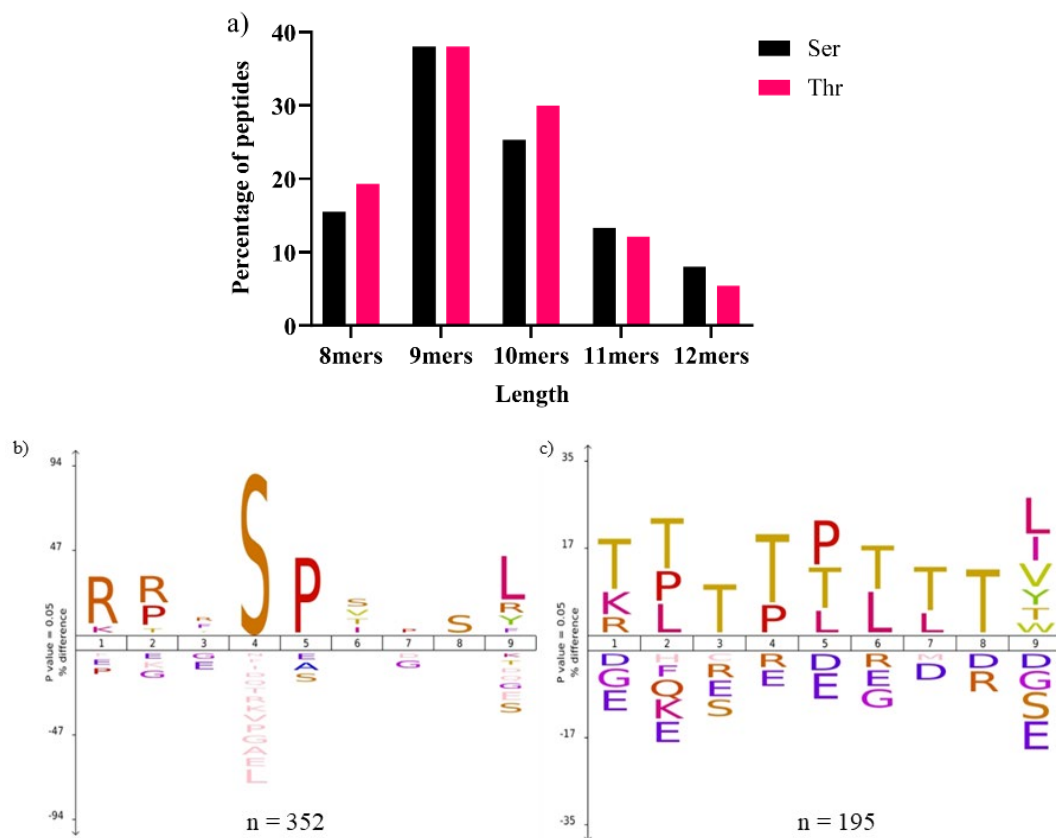 a)
40
30
20
10
0
Percentage of peptides
8mers 9mers 10mers 11mers 12mers
Length
Ser
Thr
b)
94
47
P value = 0.05
% difference
-47
-94
1 2 3 4 5 6 7 8 9
R K
R P T
S
P
S V T I
P
S
L R Y F
E P
E K G
G E
V P G A E L
E A S
G
K T G E S
n = 352
c)
35
17
P value = 0.05
% difference
-17
-35
1 2 3 4 5 6 7 8 9
T K R
T P L
T
T P
P T L
T L
T L
T
L I V Y T W
D G E
H F Q K E
C R E S
R E
D E
R E G
M D
D R
D G S E
n = 195